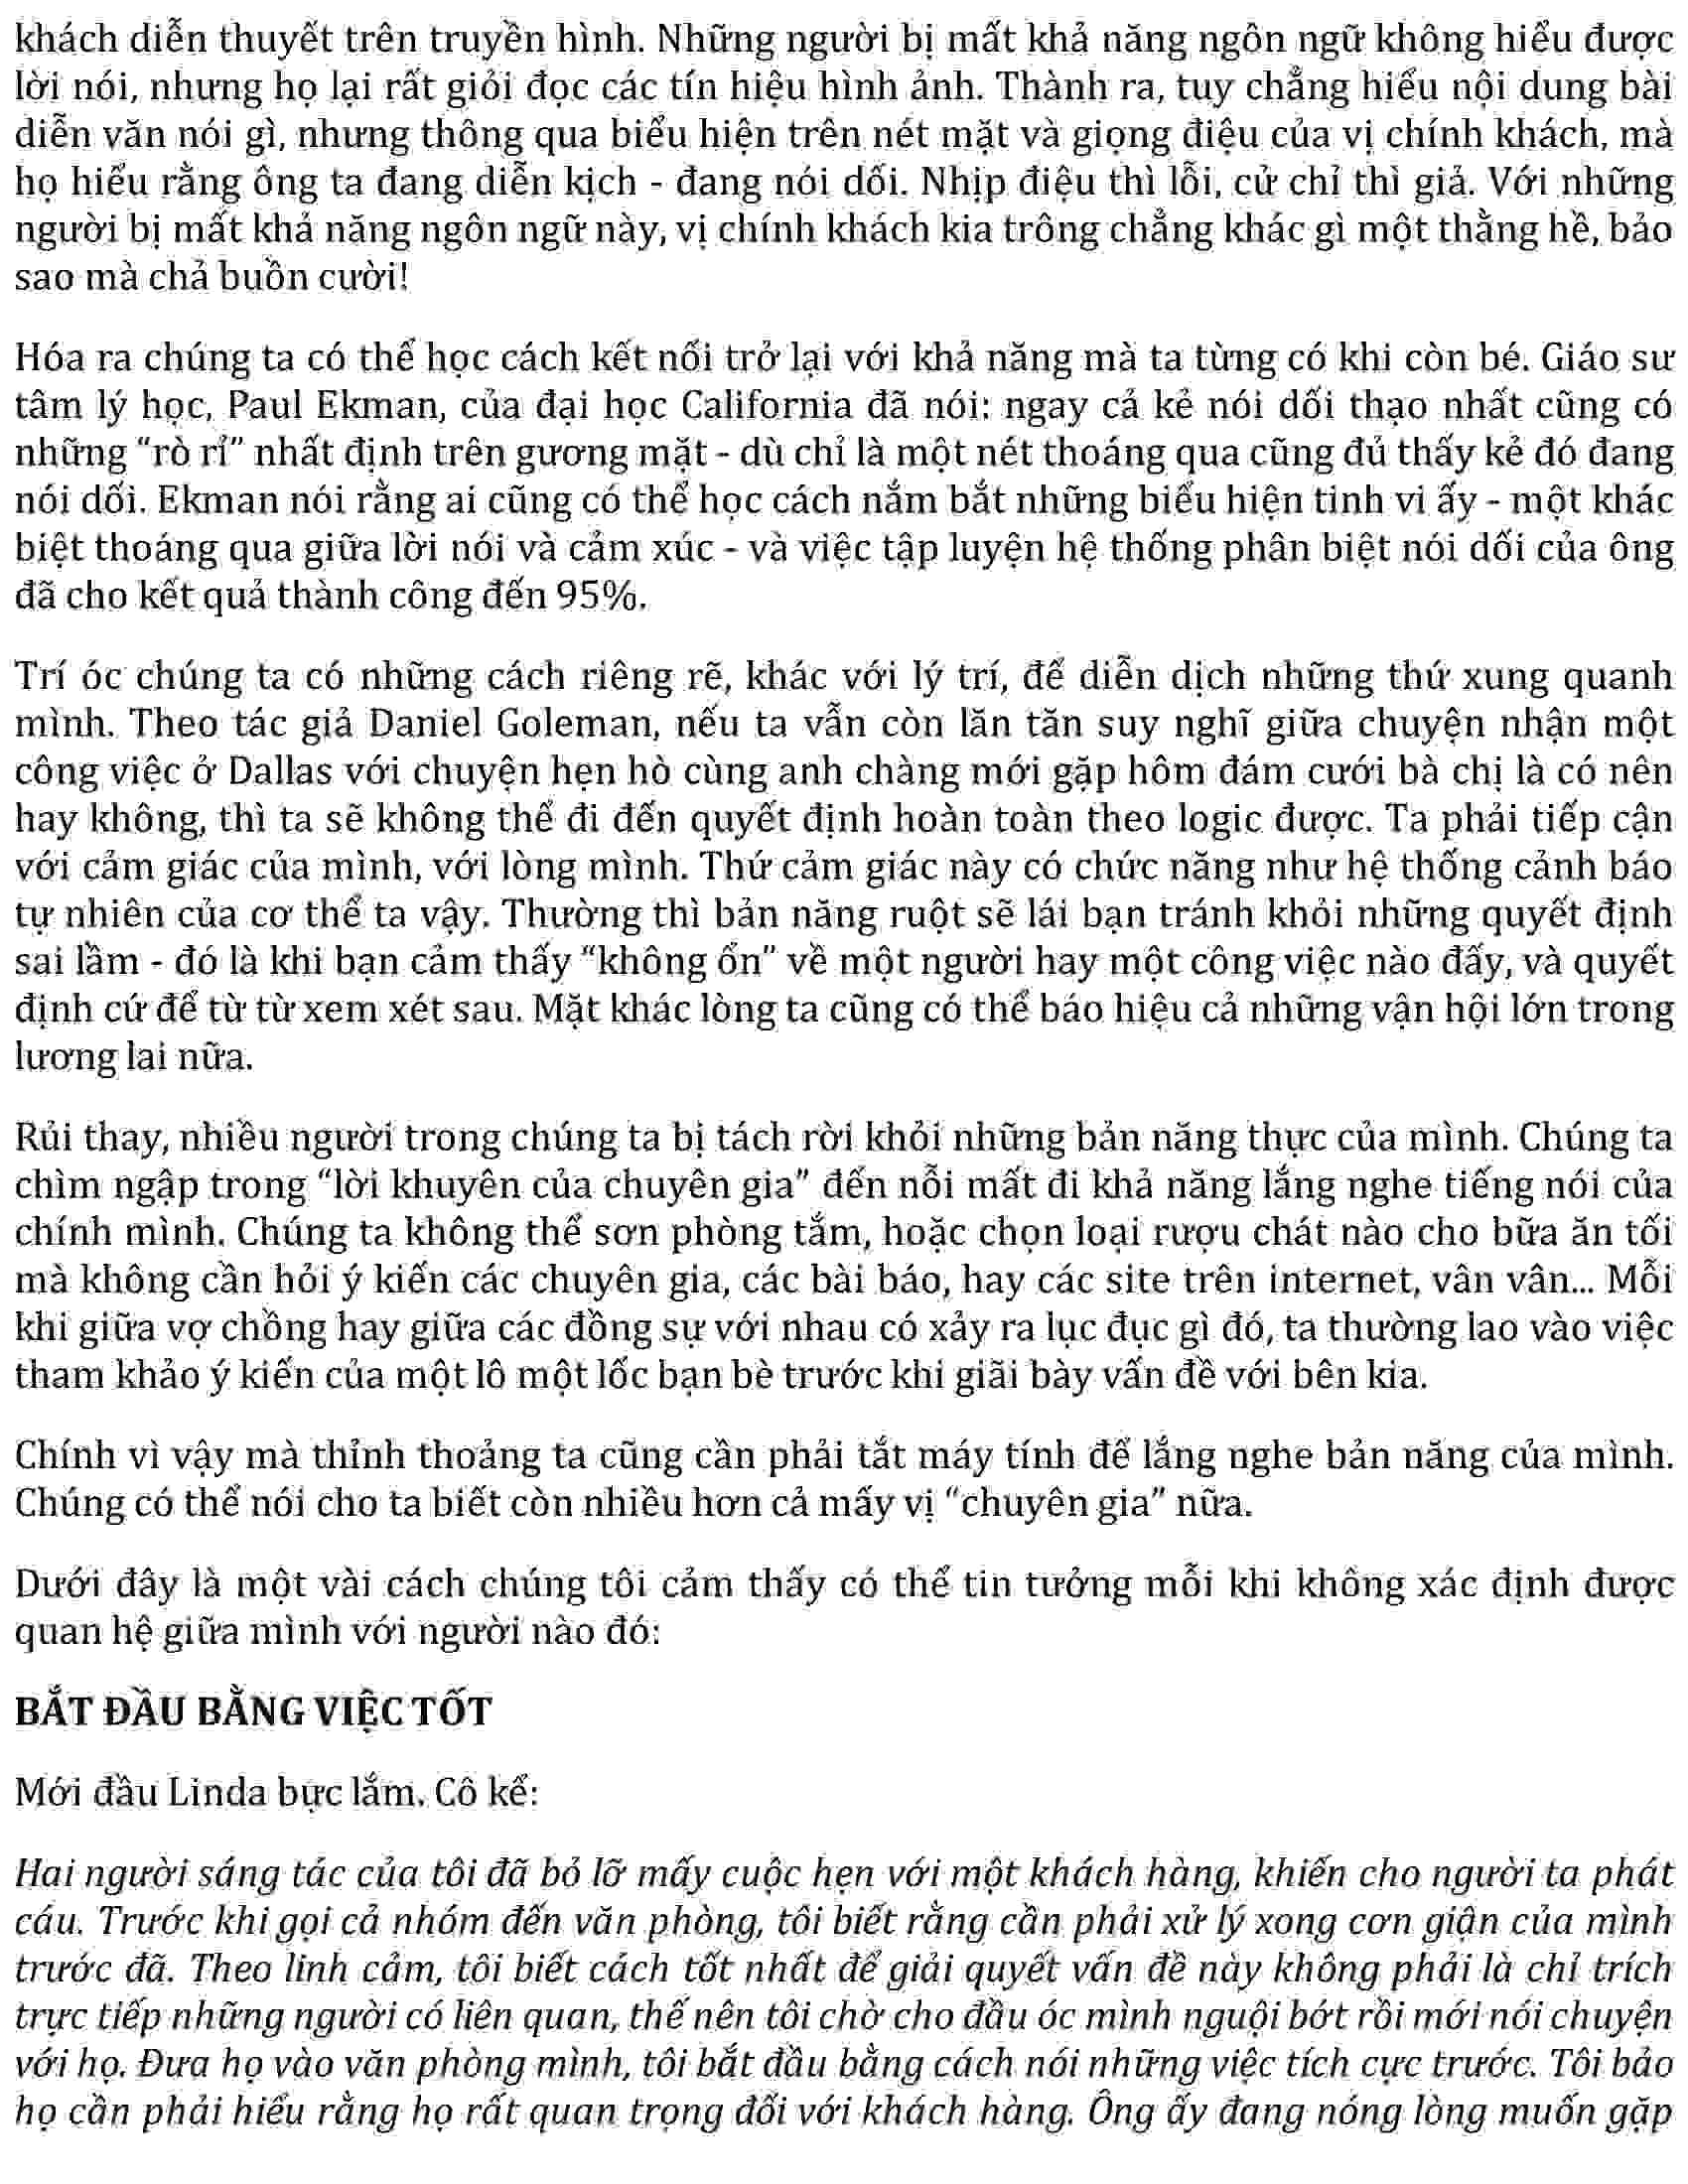 khách diễn thuyết trên truyền hình. Những người bị mất khả năng ngôn ngữ không hiểu được
lời nói, nhưng họ lại rất giỏi đọc các tín hiệu hình ảnh. Thành ra, tuy chẳng hiểu nội dung bài
diễn văn nói gì, nhưng thông qua biểu hiện trên nét mặt và giọng điệu của vị chính khách, mà
họ hiểu rằng ông ta đang diễn kịch - đang nói dối. Nhịp điệu thì lỗi, cử chỉ thì giả. Với những
người bị mất khả năng ngôn ngữ này, vị chính khách kia trông chẳng khác gì một thằng hề, bảo
sao mà chả buồn cười!
Hóa ra chúng ta có thể học cách kết nối trở lại với khả năng mà ta từng có khi còn bé. Giáo sư
tâm lý học, Paul Ekman, của đại học California đã nói: ngay cả kẻ nói dối thạo nhất cũng có
những “rò rỉ” nhất định trên gương mặt - dù chỉ là một nét thoáng qua cũng đủ thấy kẻ đó đang
nói dối. Ekman nói rằng ai cũng có thể học cách nắm bắt những biểu hiện tinh vi ấy - một khác
biệt thoáng qua giữa lời nói và cảm xúc - và việc tập luyện hệ thống phân biệt nói dối của ông
đã cho kết quả thành công đến 95%.
Trí óc chúng ta có những cách riêng rẽ, khác với lý trí, để diễn dịch những thứ xung quanh
mình. Theo tác giả Daniel Goleman, nếu ta vẫn còn lăn tăn suy nghĩ giữa chuyện nhận một
công việc ở Dallas với chuyện hẹn hò cùng anh chàng mới gặp hôm đám cưới bà chị là có nên
hay không, thì ta sẽ không thể đi đến quyết định hoàn toàn theo logic được. Ta phải tiếp cận
với cảm giác của mình, với lòng mình. Thứ cảm giác này có chức năng như hệ thống cảnh báo
tự nhiên của cơ thể ta vậy. Thường thì bản năng ruột sẽ lái bạn tránh khỏi những quyết định
sai lầm - đó là khi bạn cảm thấy “không ổn” về một người hay một công việc nào đấy, và quyết
định cứ để từ từ xem xét sau. Mặt khác lòng ta cũng có thể báo hiệu cả những vận hội lớn trong
lương lai nữa.
Rủi thay, nhiều người trong chúng ta bị tách rời khỏi những bản năng thực của mình. Chúng ta
chìm ngập trong “lời khuyên của chuyên gia” đến nỗi mất đi khả năng lắng nghe tiếng nói của
chính mình. Chúng ta không thể sơn phòng tắm, hoặc chọn loại rượu chát nào cho bữa ăn tối
mà không cần hỏi ý kiến các chuyên gia, các bài báo, hay các site trên internet, vân vân... Mỗi
khi giữa vợ chồng hay giữa các đồng sự với nhau có xảy ra lục đục gì đó, ta thường lao vào việc
tham khảo ý kiến của một lô một lốc bạn bè trước khi giãi bày vấn đề với bên kia.
Chính vì vậy mà thỉnh thoảng ta cũng cần phải tắt máy tính để lắng nghe bản năng của mình.
Chúng có thể nói cho ta biết còn nhiều hơn cả mấy vị “chuyên gia” nữa.
Dưới đây là một vài cách chúng tôi cảm thấy có thể tin tưởng mỗi khi không xác định được
quan hệ giữa mình với người nào đó:
BẮT ĐẦU BẰNG VIỆC TỐT
Mới đầu Linda bực lắm. Cô kể:
Hai người sáng tác của tôi đã bỏ lỡ mấy cuộc hẹn với một khách hàng, khiến cho người ta phát
cáu. Trước khi gọi cả nhóm đến văn phòng, tôi biết rằng cần phải xử lý xong cơn giận của mình
trước đã. Theo linh cảm, tôi biết cách tốt nhất để giải quyết vấn đề này không phải là chỉ trích
trực tiếp những người có liên quan, thế nên tôi chờ cho đầu óc mình nguội bớt rồi mới nói chuyện
với họ. Đưa họ vào văn phòng mình, tôi bắt đầu bằng cách nói những việc tích cực trước. Tôi bảo
họ cần phải hiểu rằng họ rất quan trọng đối với khách hàng. Ông ấy đang nóng lòng muốn gặp